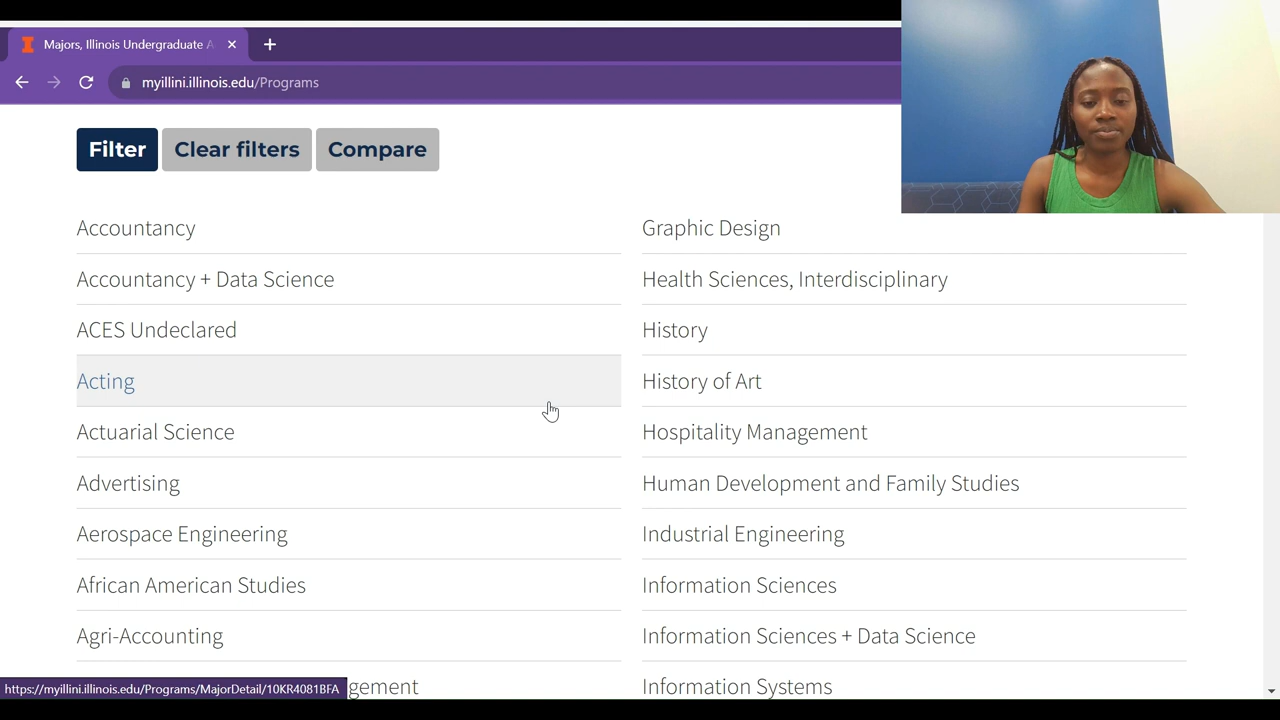 Majors, Illinois Undergraduate A
myillini.illinois.edu/Programs
Filter
Clear filters
Compare
Accountancy
Accountancy + Data Science
ACES Undeclared
Acting
Actuarial Science
Advertising
Aerospace Engineering
African American Studies
Agri-Accounting
gement
Graphic Design
Health Sciences, Interdisciplinary
History
History of Art
Hospitality Management
Human Development and Family Studies
Industrial Engineering
Information Sciences
Information Sciences + Data Science
Information Systems
https://myillini.illinois.edu/Programs/MajorDetail/10KR4081BFA